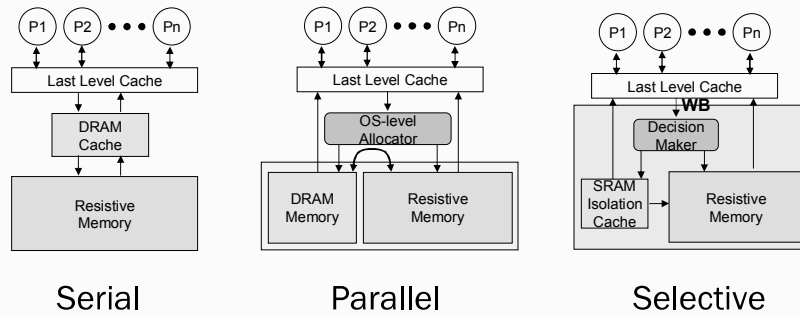 P1 P2 Pn
Last Level Cache
DRAM
Cache
Resistive
Memory
Serial
P1 P2 Pn
Last Level Cache
OS-level
Allocator
DRAM
Memory
Resistive
Memory
Parallel
P1 P2 Pn
Last Level Cache
WB
Decision
Maker
SRAM
Isolation
Cache
Resistive
Memory
Selective